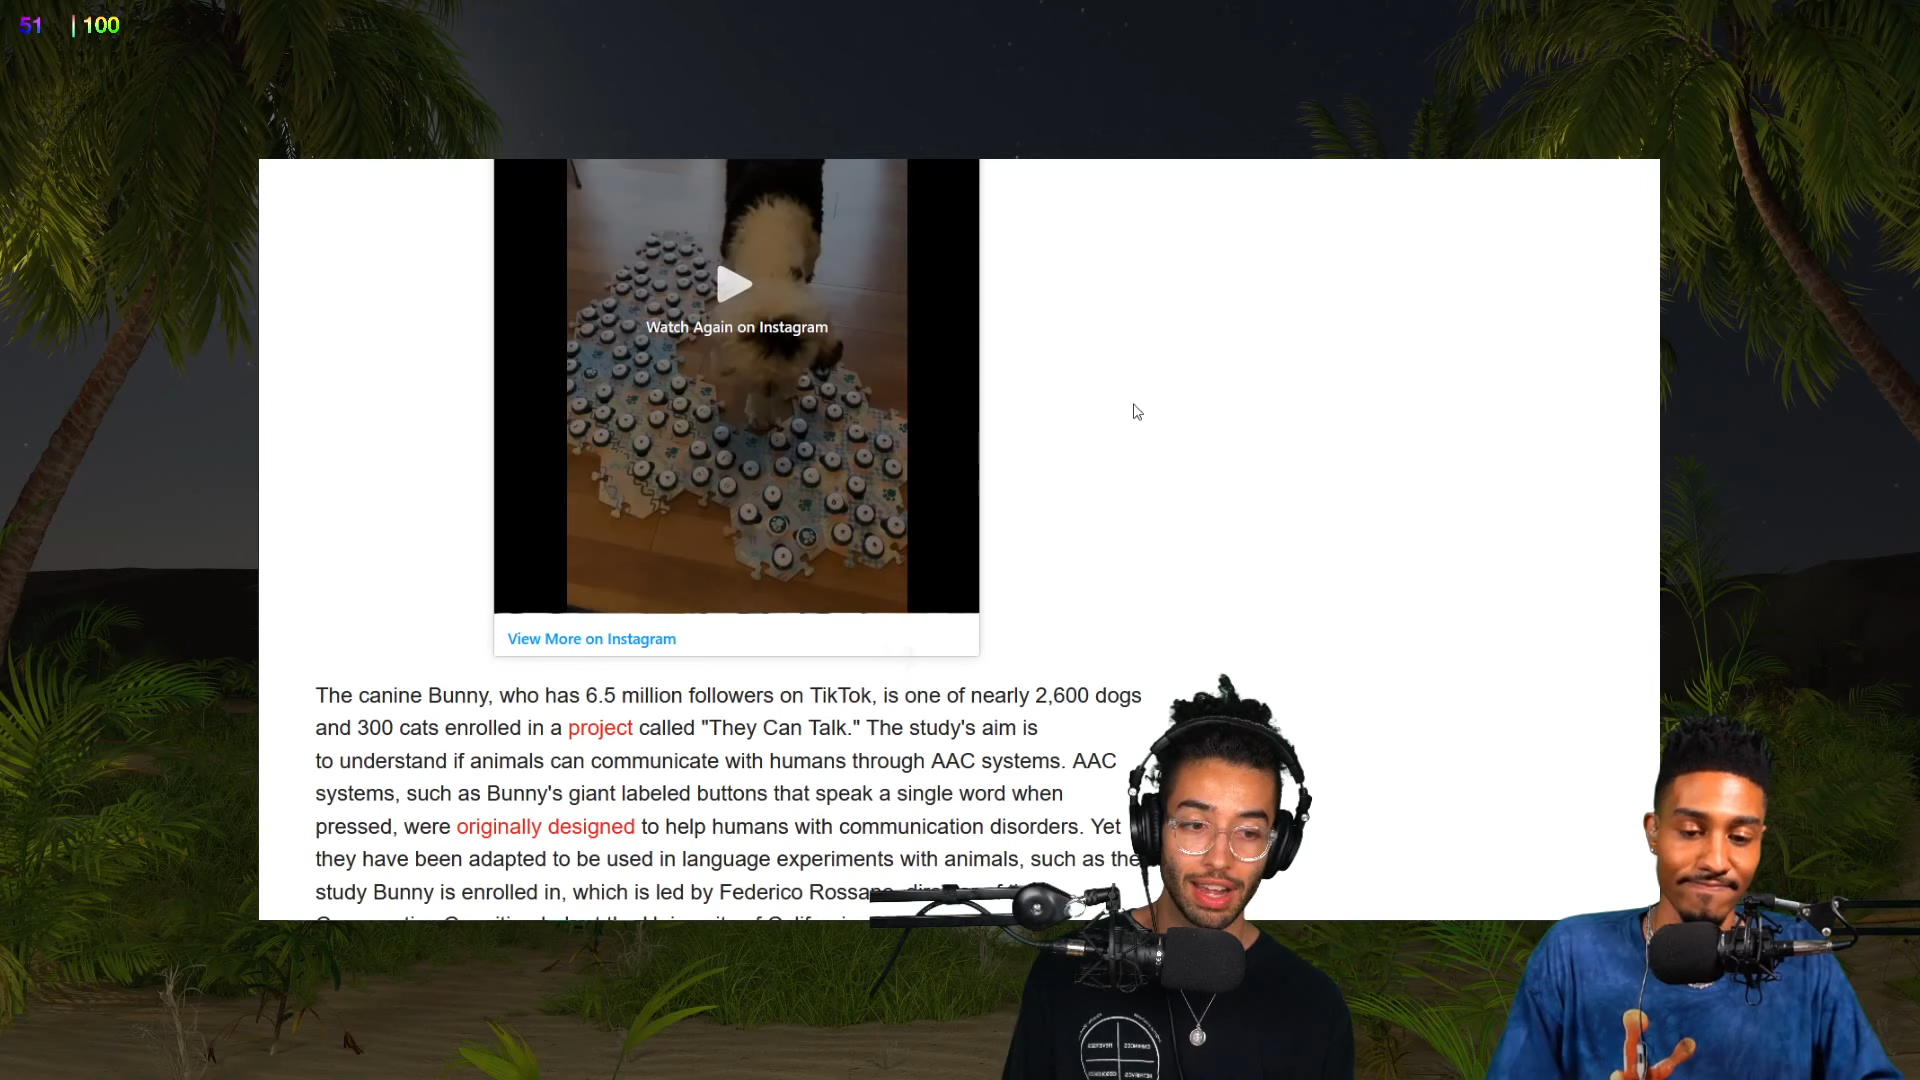 51 | 100
Watch Again on Instagram
View More on Instagram
The canine Bunny, who has 6.5 million followers on TikTok, is one of nearly 2,600 dogs
and 300 cats enrolled in a project called "They Can Talk." The study's aim is
to understand if animals can communicate with humans through AAC systems. AAC
systems, such as Bunny's giant labeled buttons that speak a single word when
pressed, were originally designed to help humans with communication disorders. Yet
they have been adapted to be used in language experiments with animals, such as the
study Bunny is enrolled in, which is led by Federico